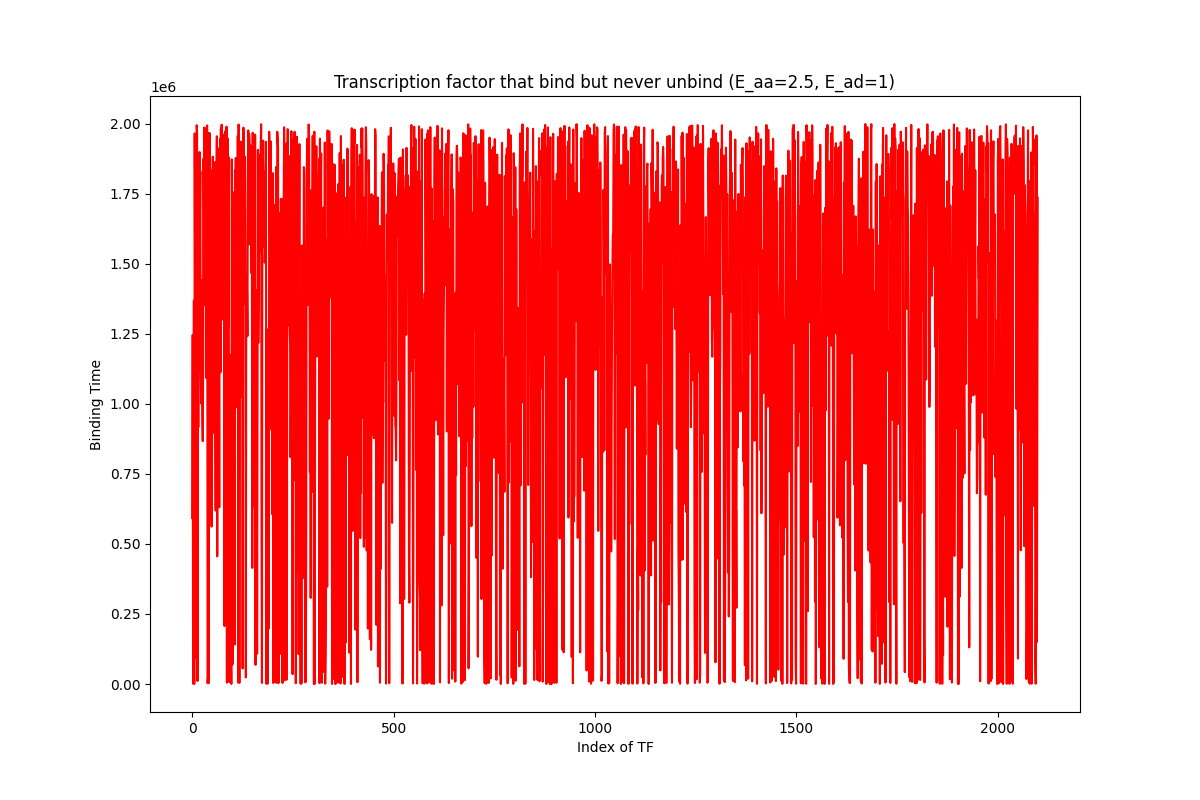 Transcription factor that bind but never unbind (E_aa=2.5, E_ad=1)
1e6
2.00
1.75
1.50
1.25
1.00
0.75
0.50
0.25
0.00
Binding Time
0 500 1000 1500 2000
Index of TF